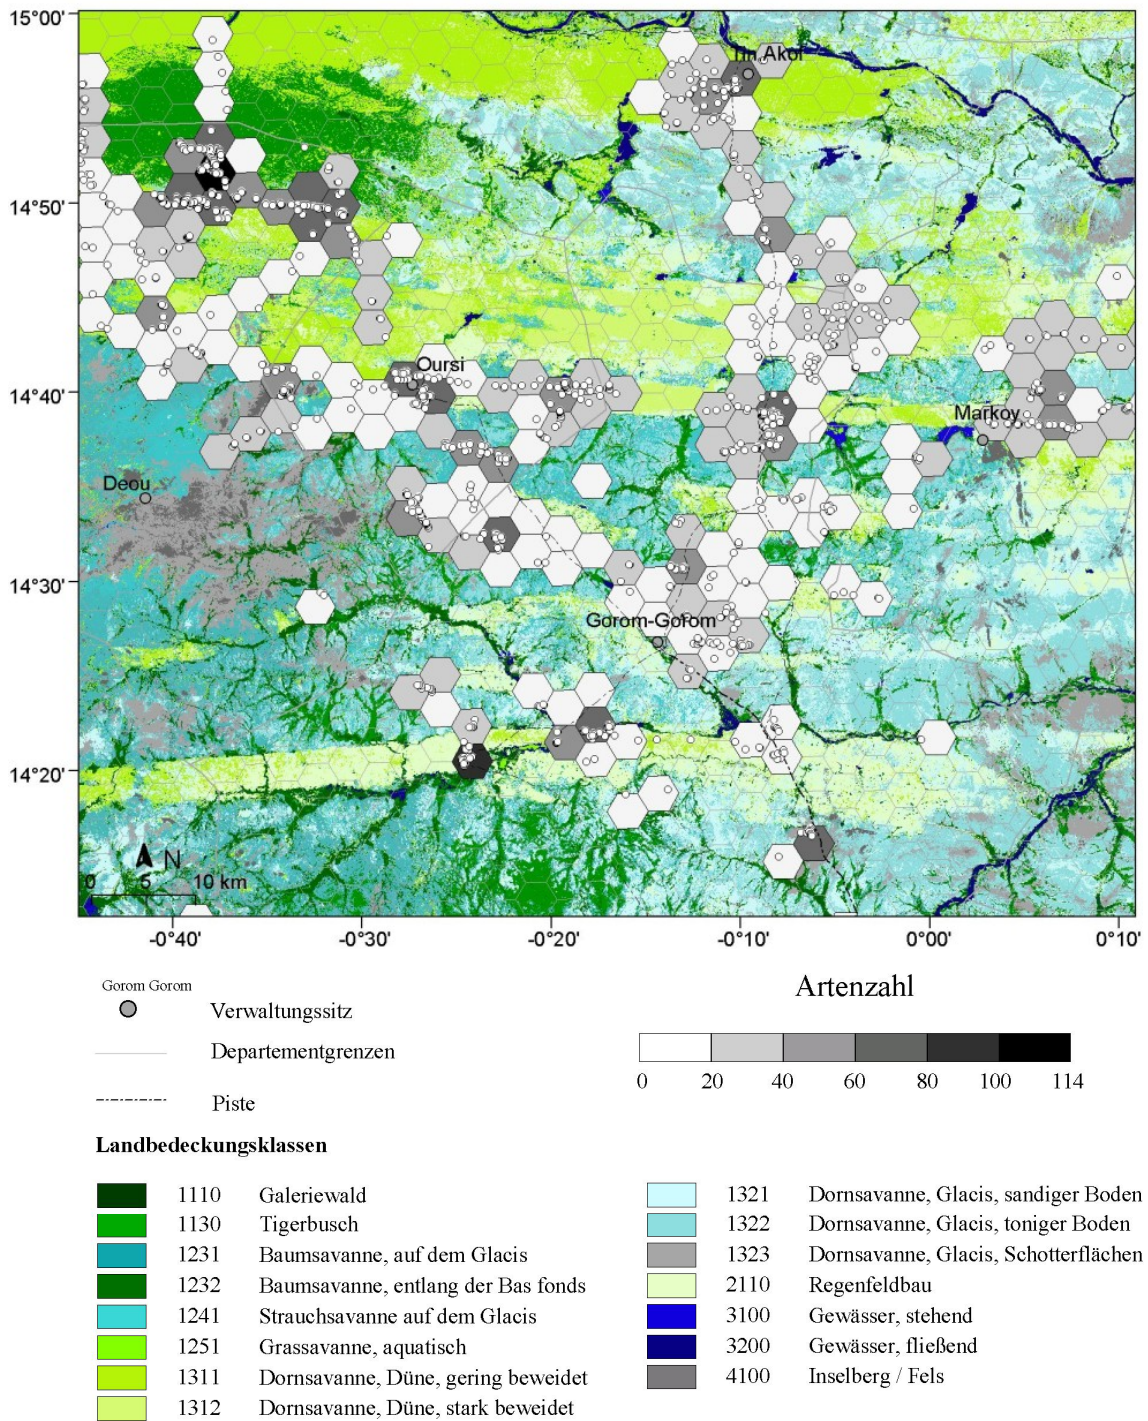 15°00'
Tin Akof
14°50'
Oursi
14°40'
Markoy
Deou
14°30'
Gorom-Gorom
14°20'
N
0 5 10 km
-0°40' -0°30' -0°20' -0°10' 0°00' 0°10'
Gorom Gorom
Verwaltungssitz
Departementgrenzen
Piste
Artenzahl
0 20 40 60 80 100 114
Landbedeckungsklassen
1110 Galeriewald
1130 Tigerbusch
1231 Baumsavanne, auf dem Glacis
1232 Baumsavanne, entlang der Bas fonds
1241 Strauchsavanne auf dem Glacis
1251 Grassavanne, aquatisch
1311 Dornsavanne, Düne, gering beweidet
1312 Dornsavanne, Düne, stark beweidet
1321 Dornsavanne, Glacis, sandiger Boden
1322 Dornsavanne, Glacis, toniger Boden
1323 Dornsavanne, Glacis, Schotterflächen
2110 Regenfeldbau
3100 Gewässer, stehend
3200 Gewässer, fließend
4100 Inselberg / Fels